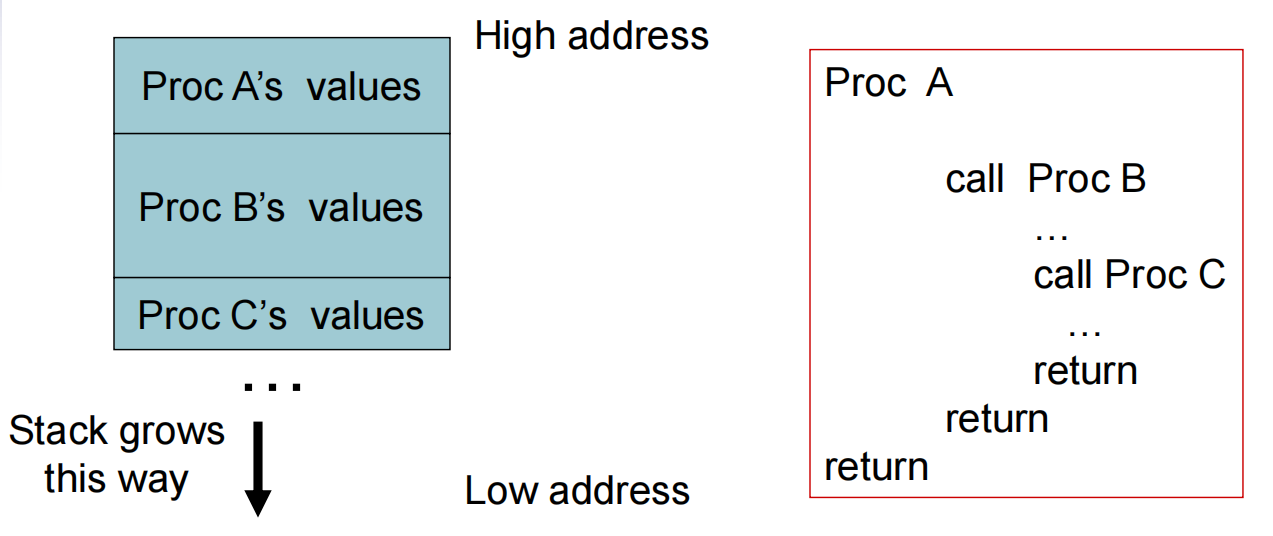 High address
Proc A's values
Proc B's values
Proc C's values
...
Stack grows
this way
Low address
Proc A
call Proc B
...
call Proc C
...
return
return
return